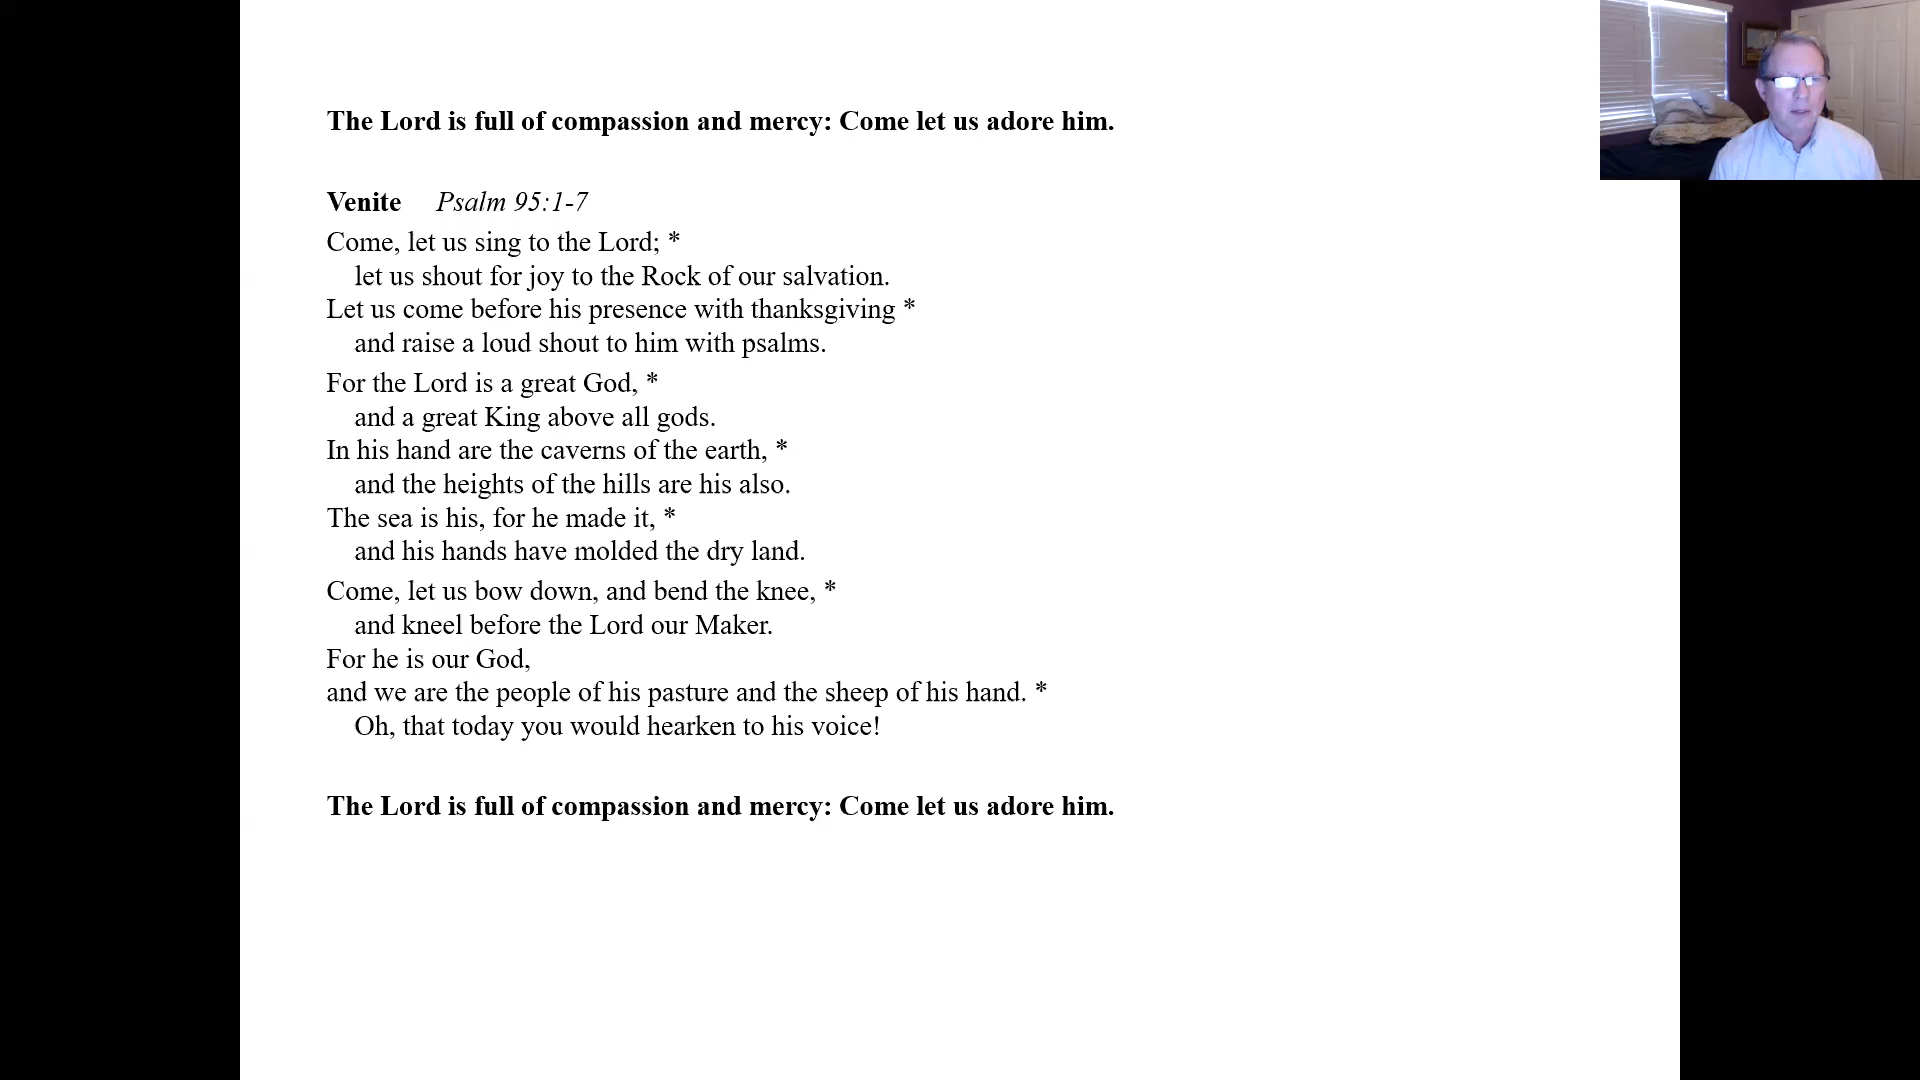 The Lord is full of compassion and mercy: Come let us adore him.
Venite Psalm 95:1-7
Come, let us sing to the Lord; *
let us shout for joy to the Rock of our salvation.
Let us come before his presence with thanksgiving *
and raise a loud shout to him with psalms.
For the Lord is a great God, *
and a great King above all gods.
In his hand are the caverns of the earth, *
and the heights of the hills are his also.
The sea is his, for he made it, *
and his hands have molded the dry land.
Come, let us bow down, and bend the knee, *
and kneel before the Lord our Maker.
For he is our God,
and we are the people of his pasture and the sheep of his hand. *
Oh, that today you would hearken to his voice!
The Lord is full of compassion and mercy: Come let us adore him.